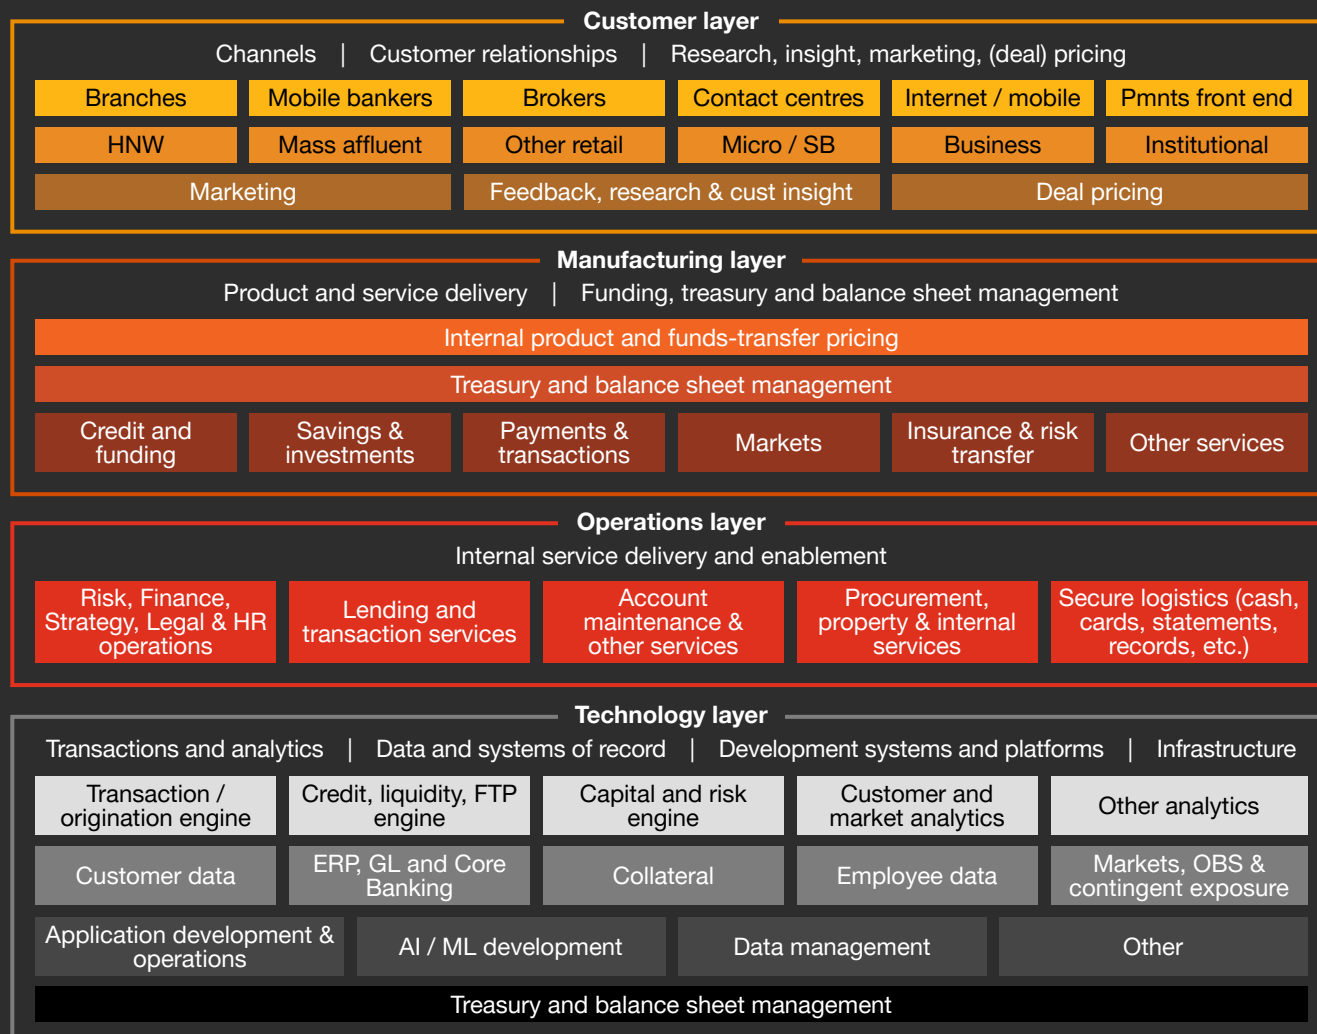 Customer layer
Channels | Customer relationships | Research, insight, marketing, (deal) pricing
Branches
Mobile bankers
Brokers
Contact centres
Internet / mobile
Pmnts front end
HNW
Mass affluent
Other retail
Micro / SB
Business
Institutional
Marketing
Feedback, research & cust insight
Deal pricing
Manufacturing layer
Product and service delivery | Funding, treasury and balance sheet management
Internal product and funds-transfer pricing
Treasury and balance sheet management
Credit and
funding
Savings &
investments
Payments &
transactions
Markets
Insurance & risk
transfer
Other services
Operations layer
Internal service delivery and enablement
Risk, Finance,
Strategy, Legal & HR
operations
Lending and
transaction services
Account
maintenance &
other services
Procurement,
property & internal
services
Secure logistics (cash,
cards, statements,
records, etc.)
Technology layer
Transactions and analytics | Data and systems of record | Development systems and platforms | Infrastructure
Transaction /
origination engine
Credit, liquidity, FTP
engine
Capital and risk
engine
Customer and
market analytics
Other analytics
Customer data
ERP, GL and Core
Banking
Collateral
Employee data
Markets, OBS &
contingent exposure
Application development &
operations
AI / ML development
Data management
Other
Treasury and balance sheet management